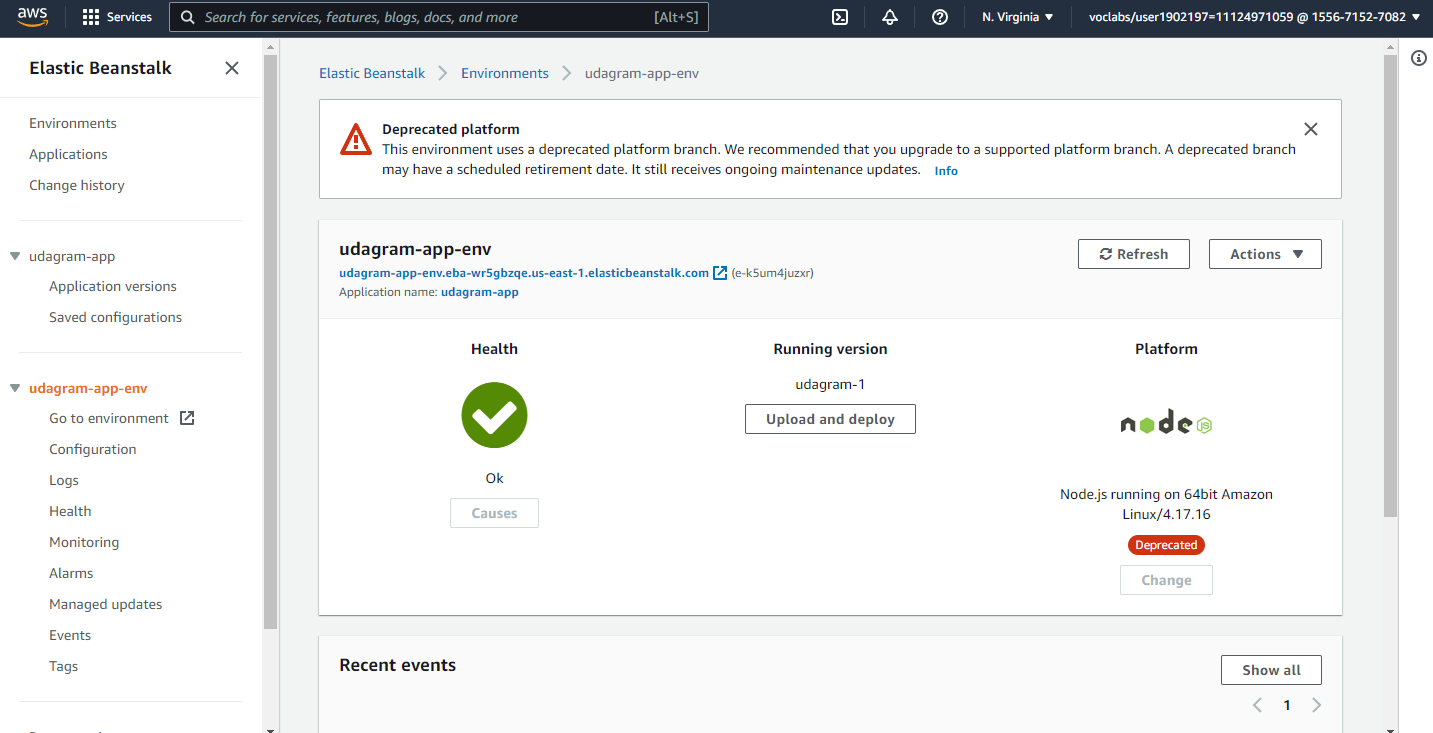 aws
Services
Search for services, features, blogs, docs, and more
[Alt+S]
N. Virginia
voclabs/user1902197=11124971059 @ 1556-7152-7082
Elastic Beanstalk
Environments
Applications
Change history
udagram-app
Application versions
Saved configurations
udagram-app-env
Go to environment
Configuration
Logs
Health
Monitoring
Alarms
Managed updates
Events
Tags
Elastic Beanstalk
Environments
udagram-app-env
Deprecated platform
This environment uses a deprecated platform branch. We recommended that you upgrade to a supported platform branch. A deprecated branch
may have a scheduled retirement date. It still receives ongoing maintenance updates. Info
udagram-app-env
udagram-app-env.eba-wr5gbzqe.us-east-1.elasticbeanstalk.com (e-k5um4juzxr)
Application name: udagram-app
Refresh
Actions
Health
Ok
Causes
Running version
udagram-1
Upload and deploy
Platform
node JS
Node.js running on 64bit Amazon
Linux/4.17.16
Deprecated
Change
Recent events
Show all
1